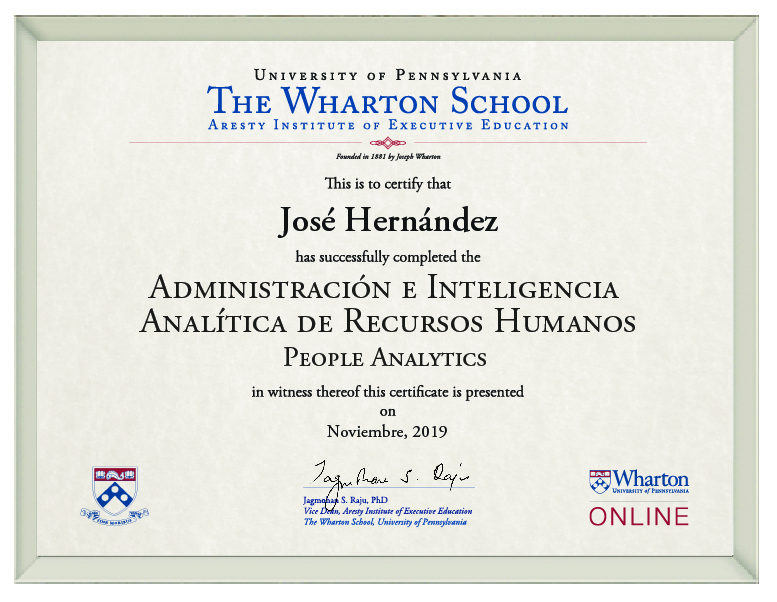 University of Pennsylvania
The Wharton School
Aresty Institute of Executive Education
Founded in 1881 by Joseph Wharton
This is to certify that
José Hernández
has successfully completed the
Administración e Inteligencia
Analítica de Recursos Humanos
People Analytics
in witness thereof this certificate is presented
on
Noviembre, 2019
Jagmohan S. Raju
Jagmohan S. Raju, PhD
Vice Dean, Aresty Institute of Executive Education
The Wharton School, University of Pennsylvania
Wharton
University of Pennsylvania
ONLINE